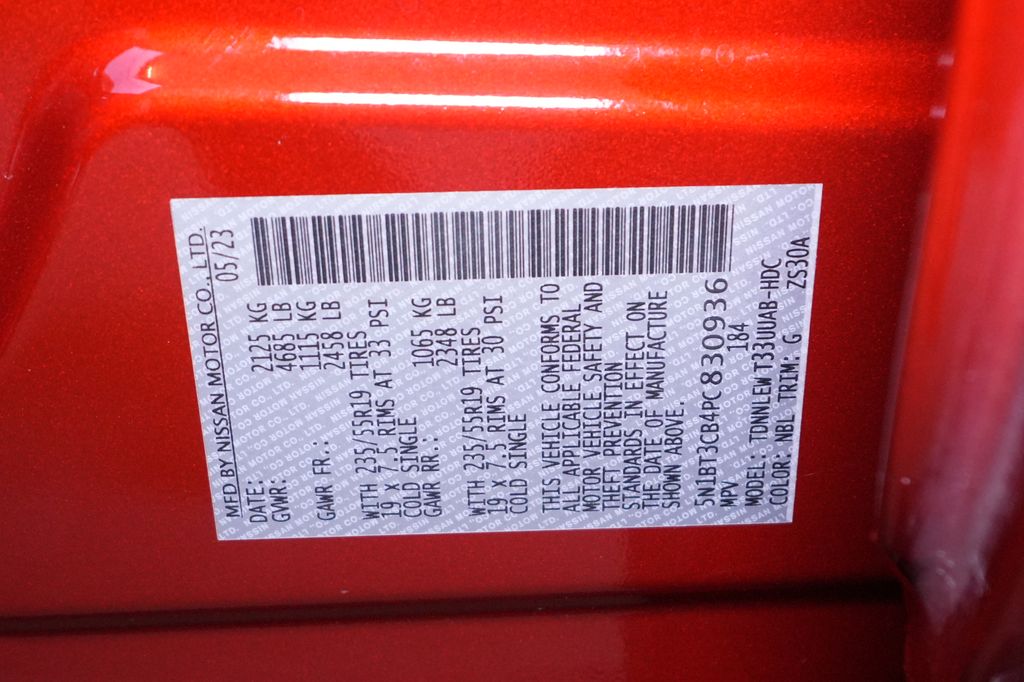 MFD BY NISSAN MOTOR CO., LTD.
DATE: 05/23
GVWR: 2125 KG
4685 LB
GAWR FR.: 1115 KG
2458 LB
WITH 235/55R19 TIRES
19 X 7.5 RIMS AT 33 PSI
COLD SINGLE
GAWR RR.: 1065 KG
2348 LB
WITH 235/55R19 TIRES
19 X 7.5 RIMS AT 30 PSI
COLD SINGLE
THIS VEHICLE CONFORMS TO
ALL APPLICABLE FEDERAL
MOTOR VEHICLE SAFETY AND
THEFT PREVENTION
STANDARDS IN EFFECT ON
THE DATE OF MANUFACTURE
SHOWN ABOVE.
5N1BT3CB4PC830936
MPV 184
MODEL: TDNNLEWT33UUAB-HDC
COLOR: NBL TRIM: G ZS30A